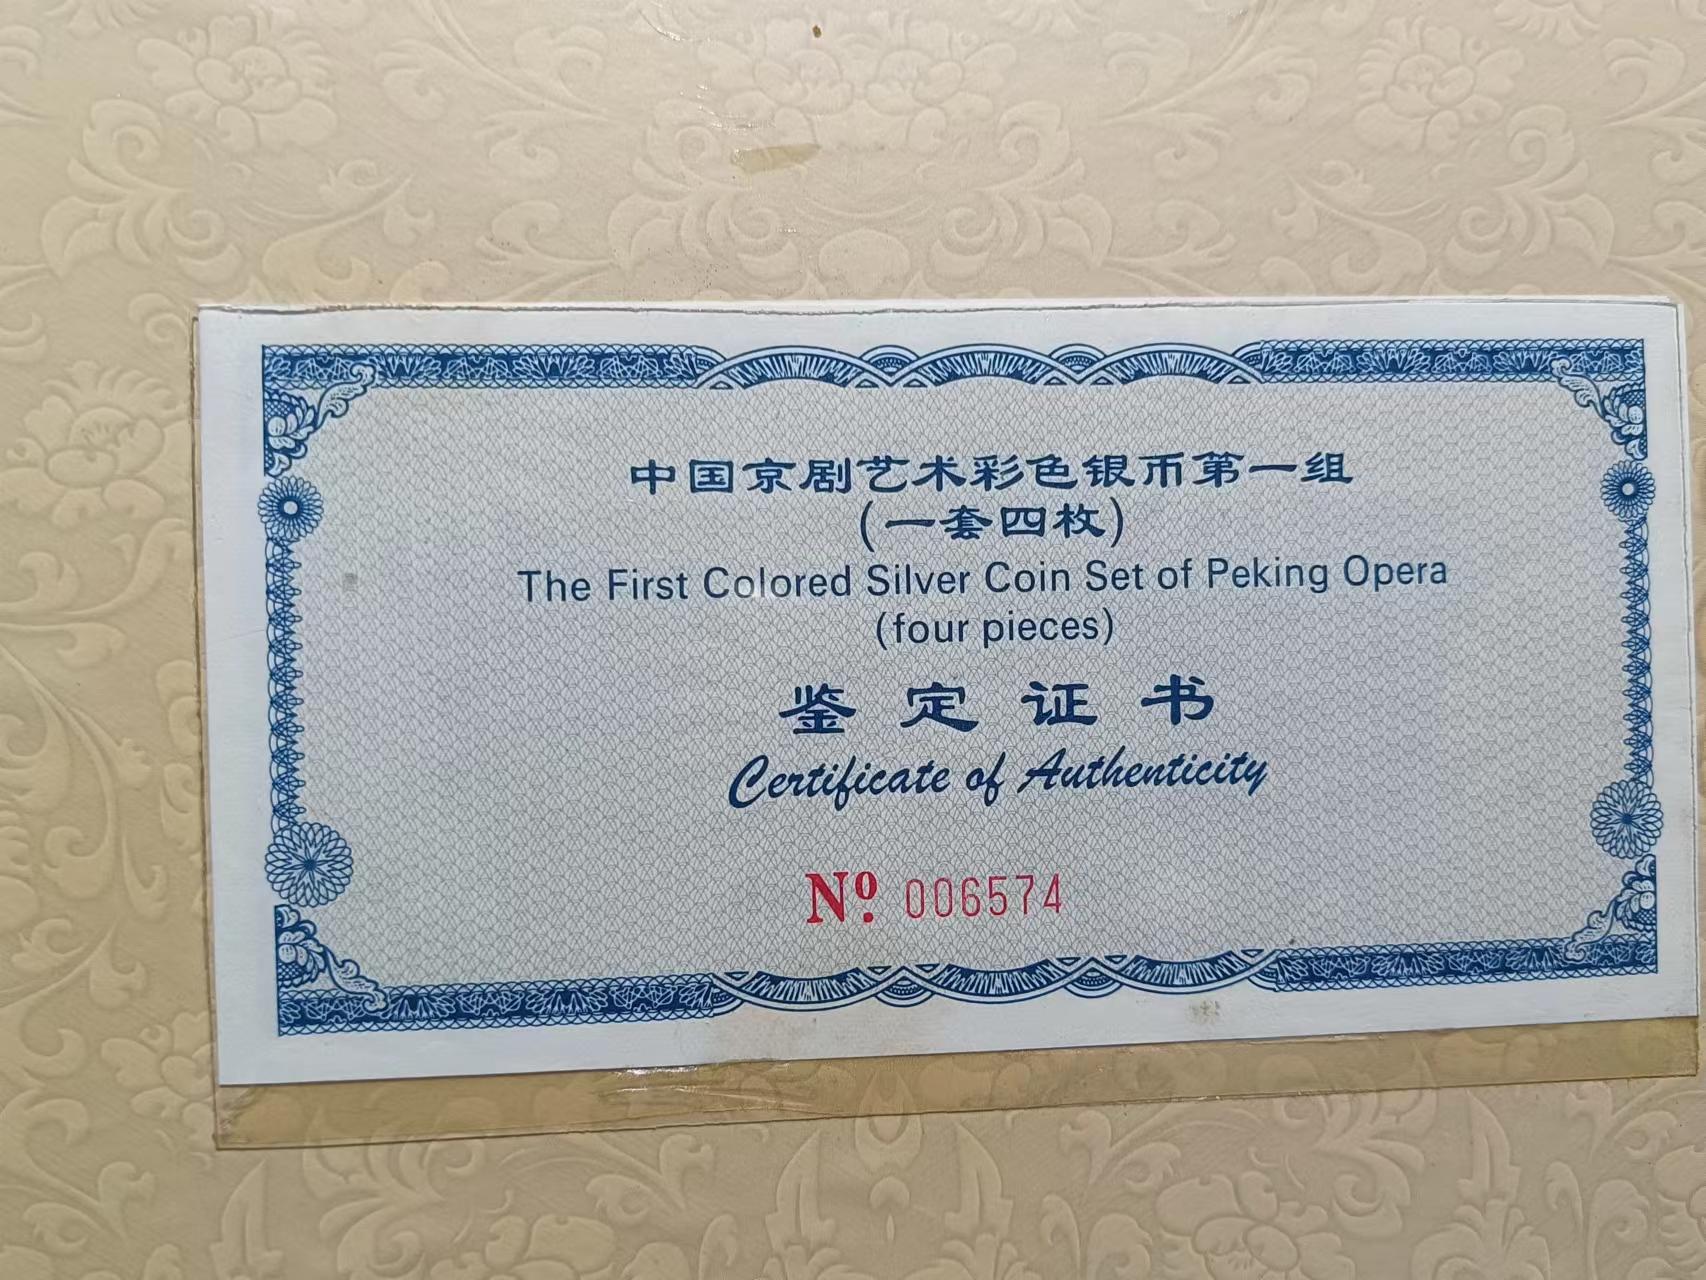 中国京剧艺术彩色银币第一组
(一套四枚)
The First Colored Silver Coin Set of Peking Opera
(four pieces)
鉴定证书
Certificate of Authenticity
Nº. 006574